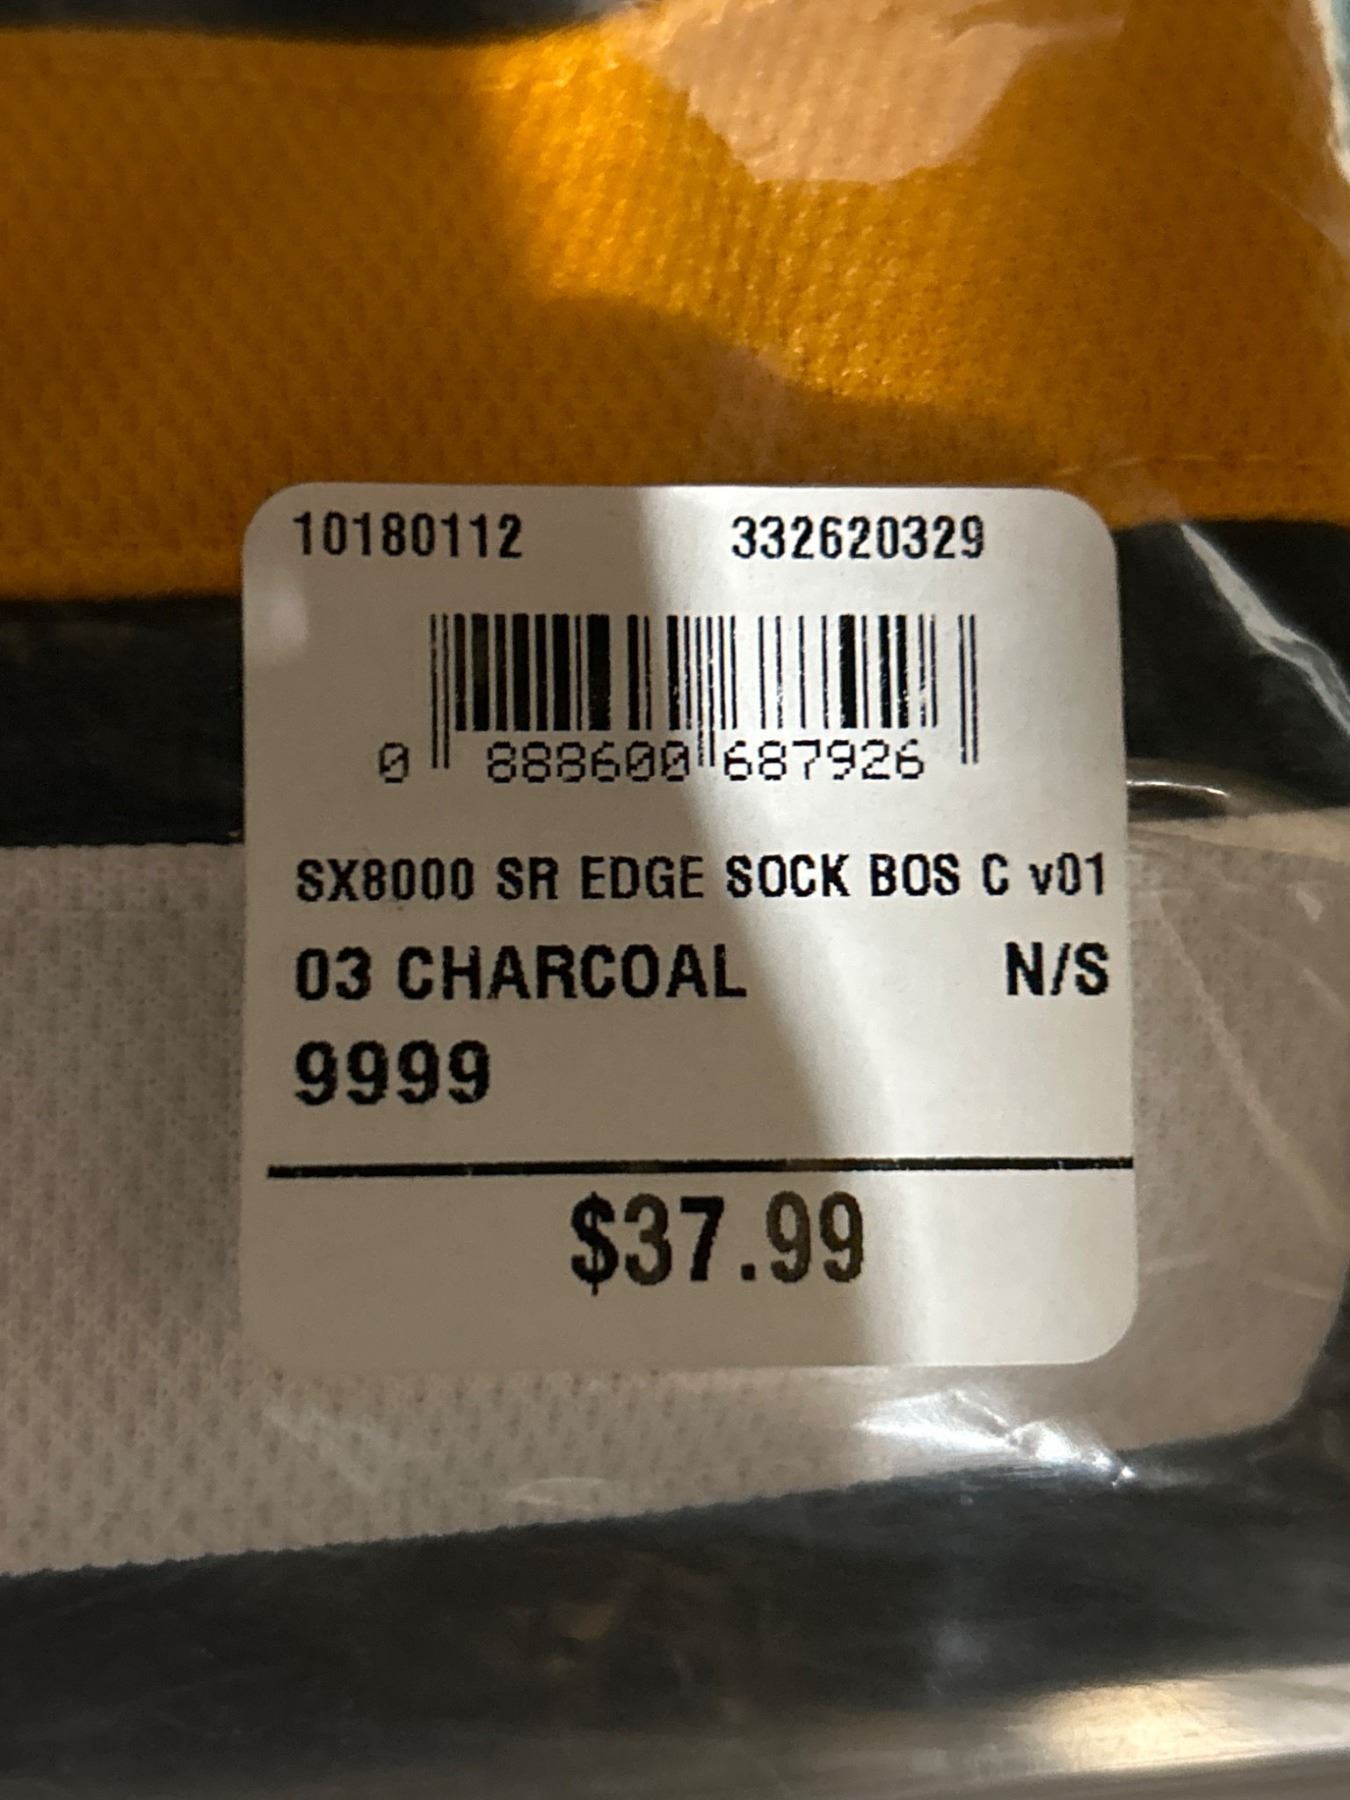 10180112 332620329
0 888600 687926
SX8000 SR EDGE SOCK BOS C v01
03 CHARCOAL N/S
9999
$37.99